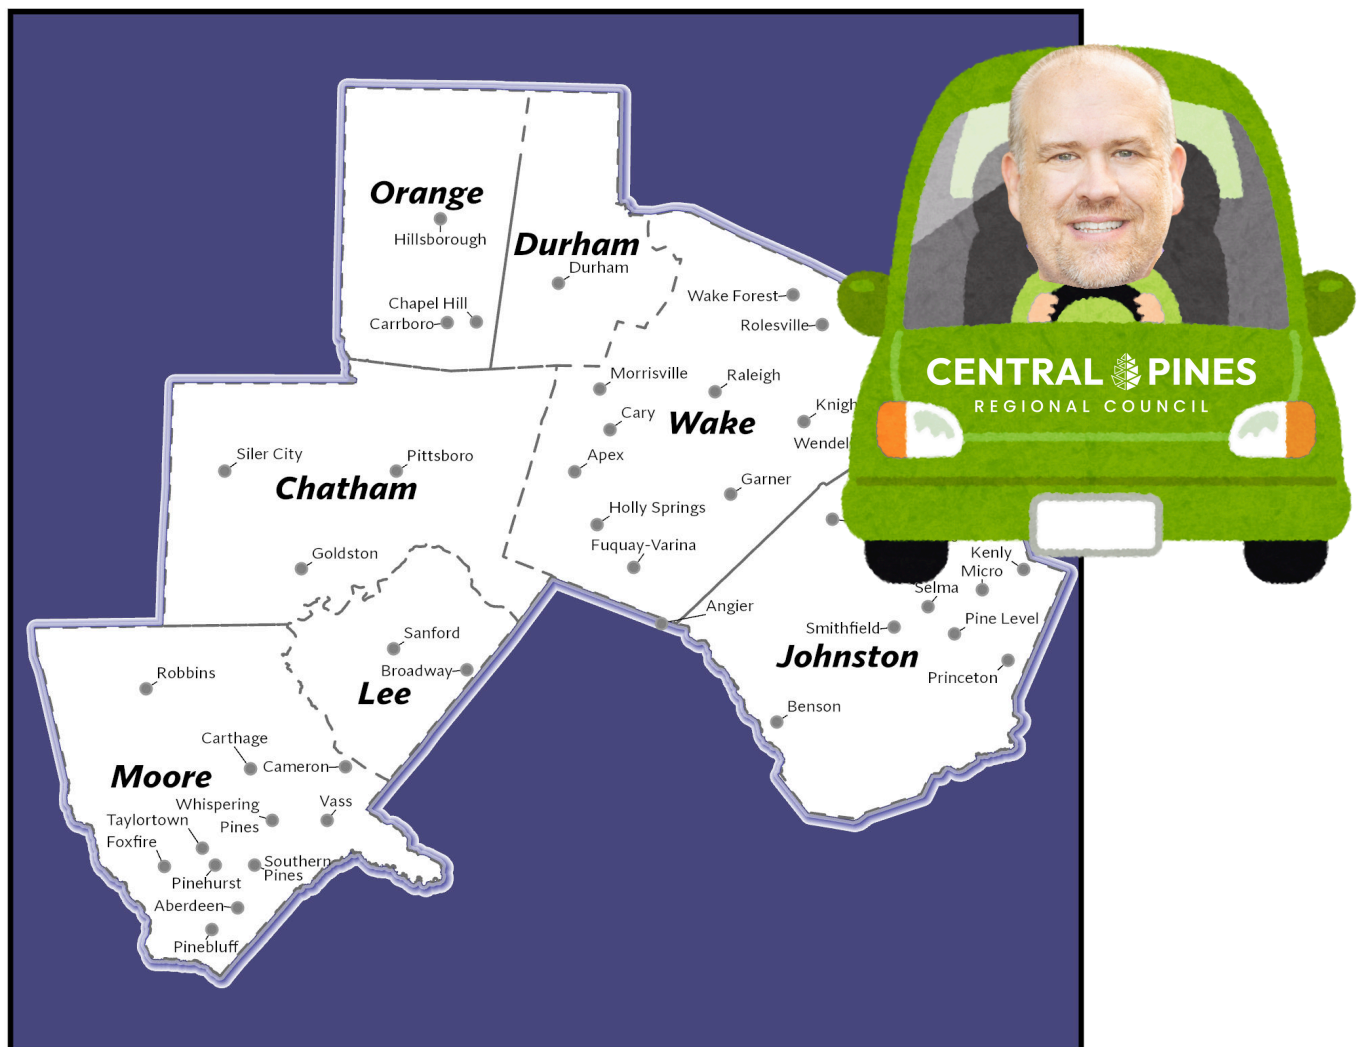 Orange
Hillsborough
Chapel Hill
Carrboro
Durham
Durham
Wake Forest
Rolesville
Morrisville
Raleigh
Cary
Wake
Apex
Garner
Holly Springs
Fuquay-Varina
Angier
CENTRAL PINES
REGIONAL COUNCIL
Siler City
Pittsboro
Chatham
Goldston
Sanford
Broadway
Lee
Kenly
Micro
Selma
Pine Level
Smithfield
Johnston
Princeton
Benson
Robbins
Carthage
Cameron
Moore
Whispering
Pines
Vass
Taylortown
Foxfire
Pinehurst
Southern
Pines
Aberdeen
Pinebluff